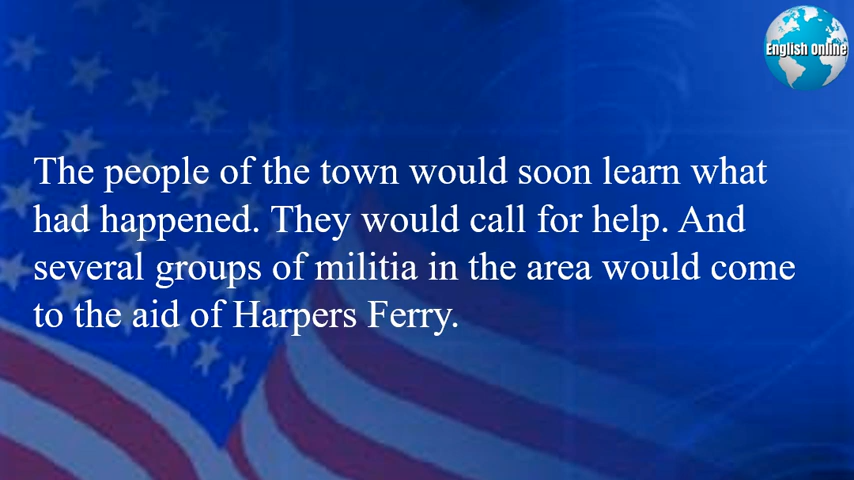 English Online
The people of the town would soon learn what
had happened. They would call for help. And
several groups of militia in the area would come
to the aid of Harpers Ferry.